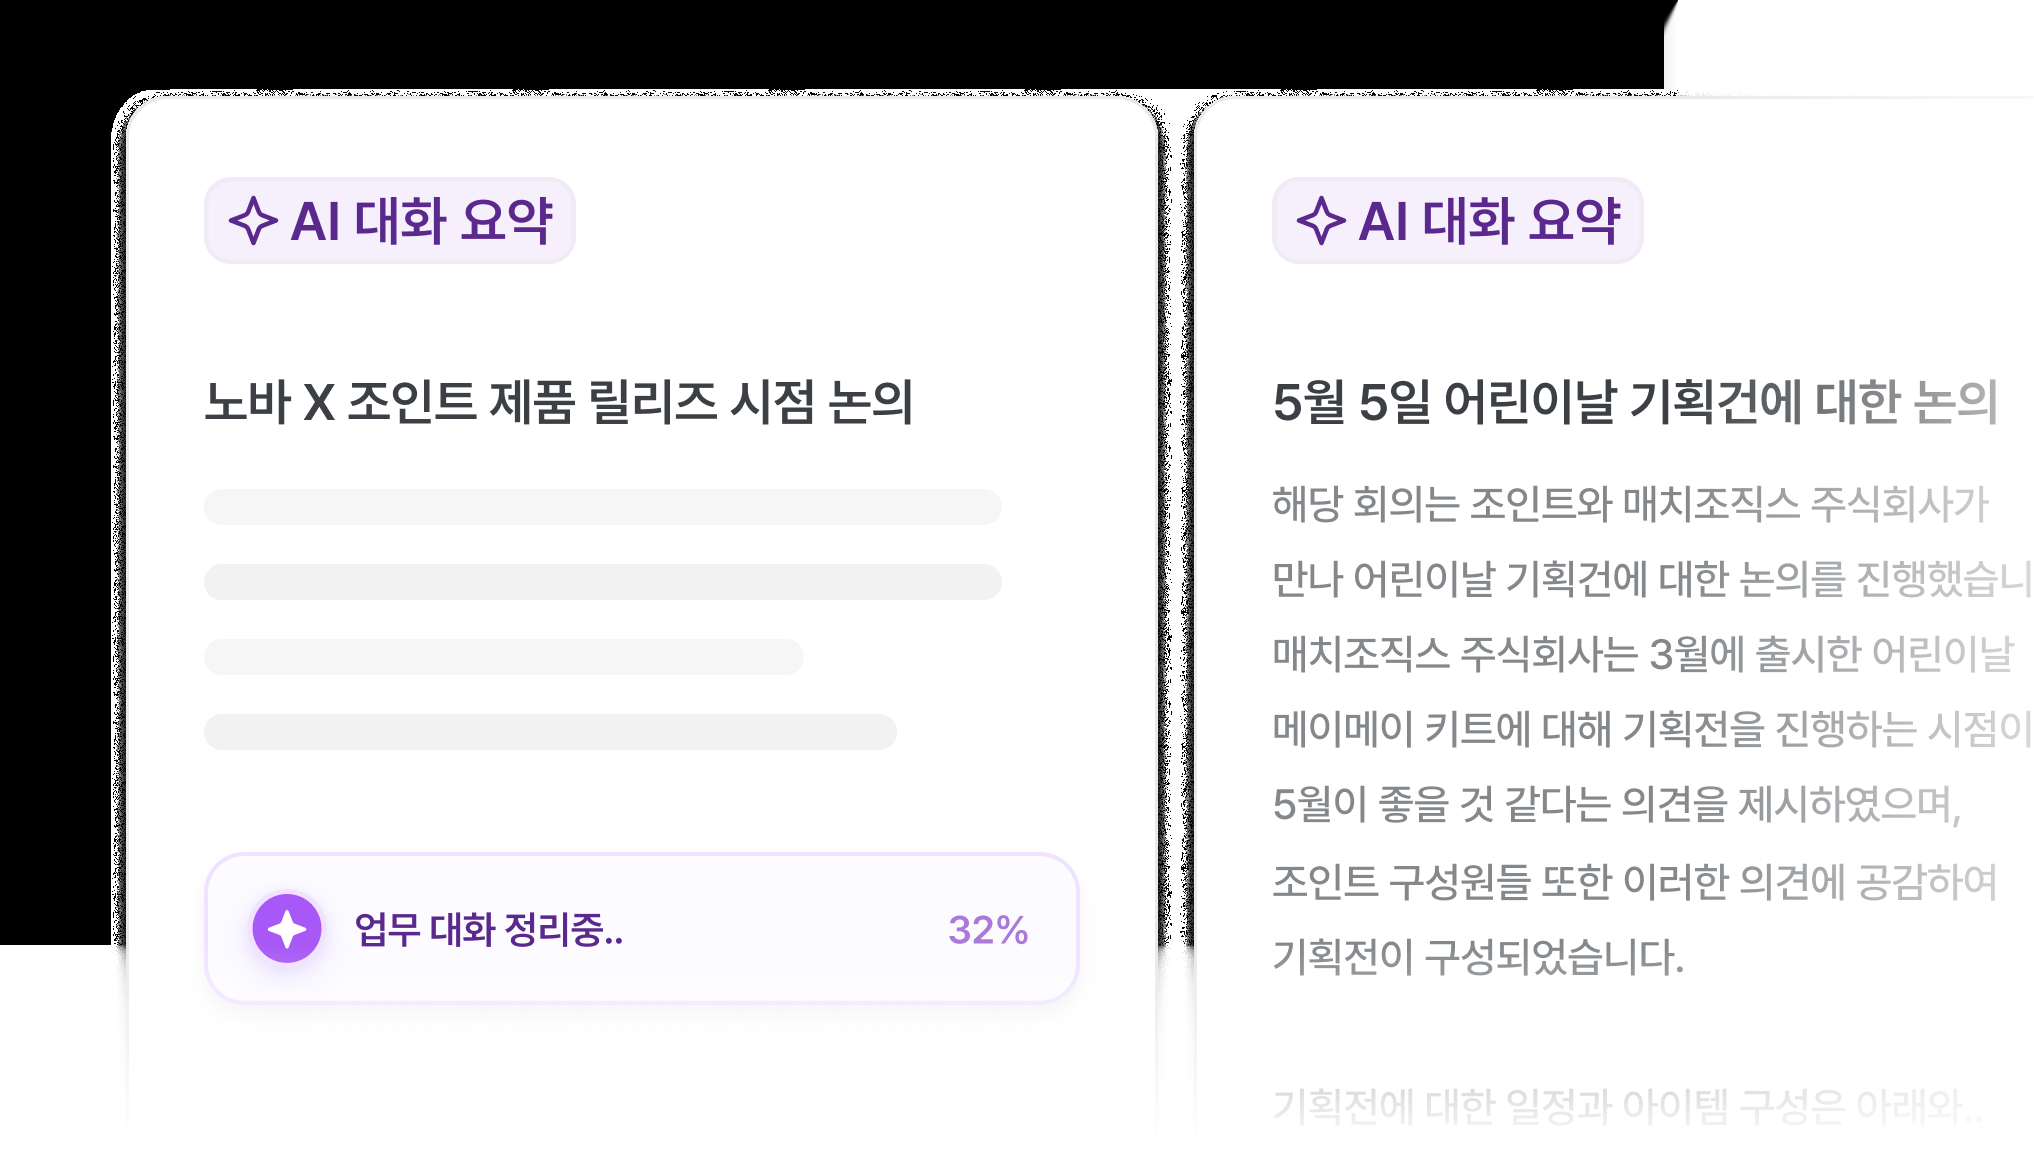 AI 대화 요약
노바 X 조인트 제품 릴리즈 시점 논의
업무 대화 정리중..
32%
AI 대화 요약
5월 5일 어린이날 기획건에 대한 논의
해당 회의는 조인트와 매치조직스 주식회사가
만나 어린이날 기획건에 대한 논의를 진행했습니
매치조직스 주식회사는 3월에 출시한 어린이날
메이메이 키트에 대해 기획전을 진행하는 시점이
5월이 좋을 것 같다는 의견을 제시하였으며,
조인트 구성원들 또한 이러한 의견에 공감하여
기획전이 구성되었습니다.
기획전에 대한 일정과 아이템 구성은 아래와..